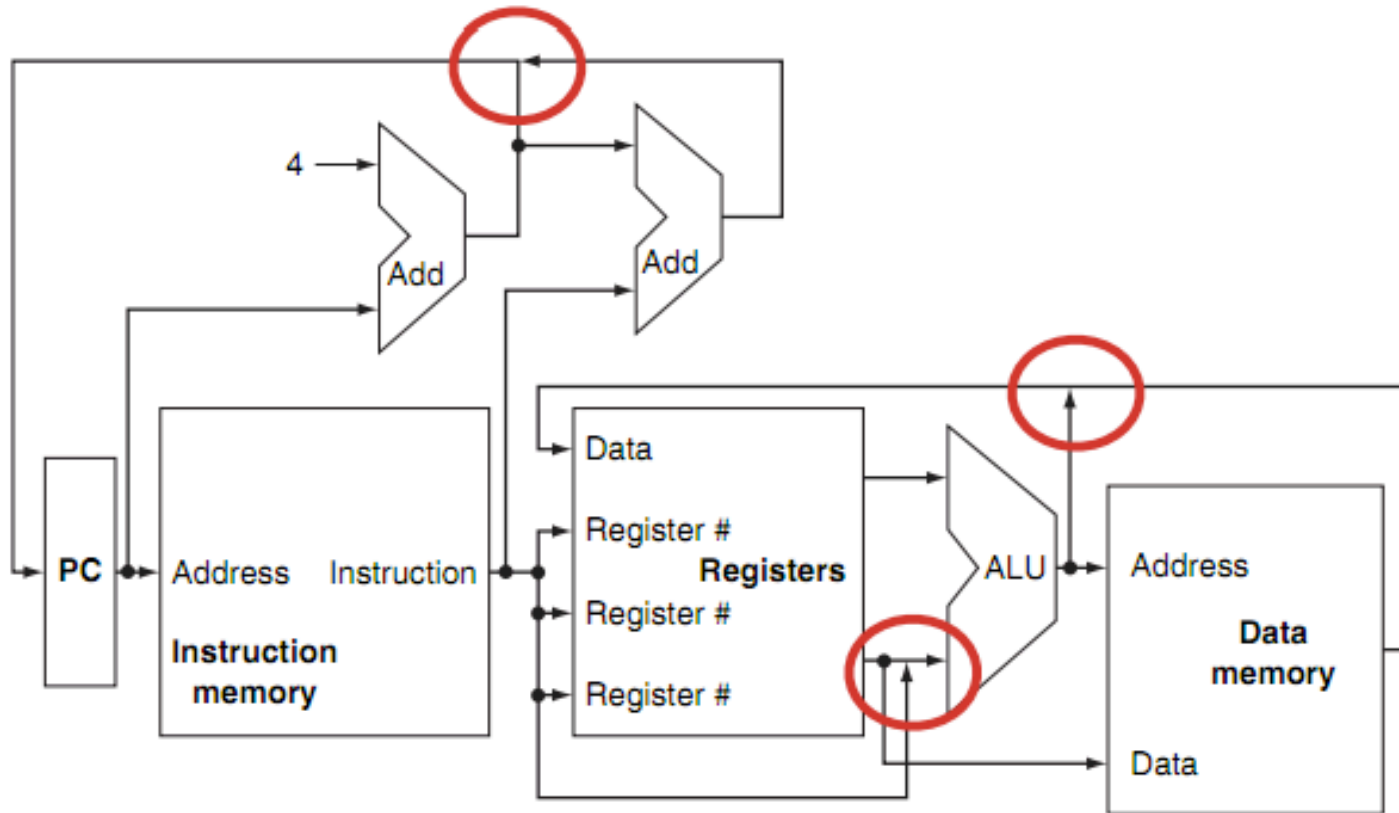 4
Add
Add
Data
Register #
PC
Address
Instruction
Registers
ALU
Address
Register #
Instruction
memory
Data
memory
Register #
Data